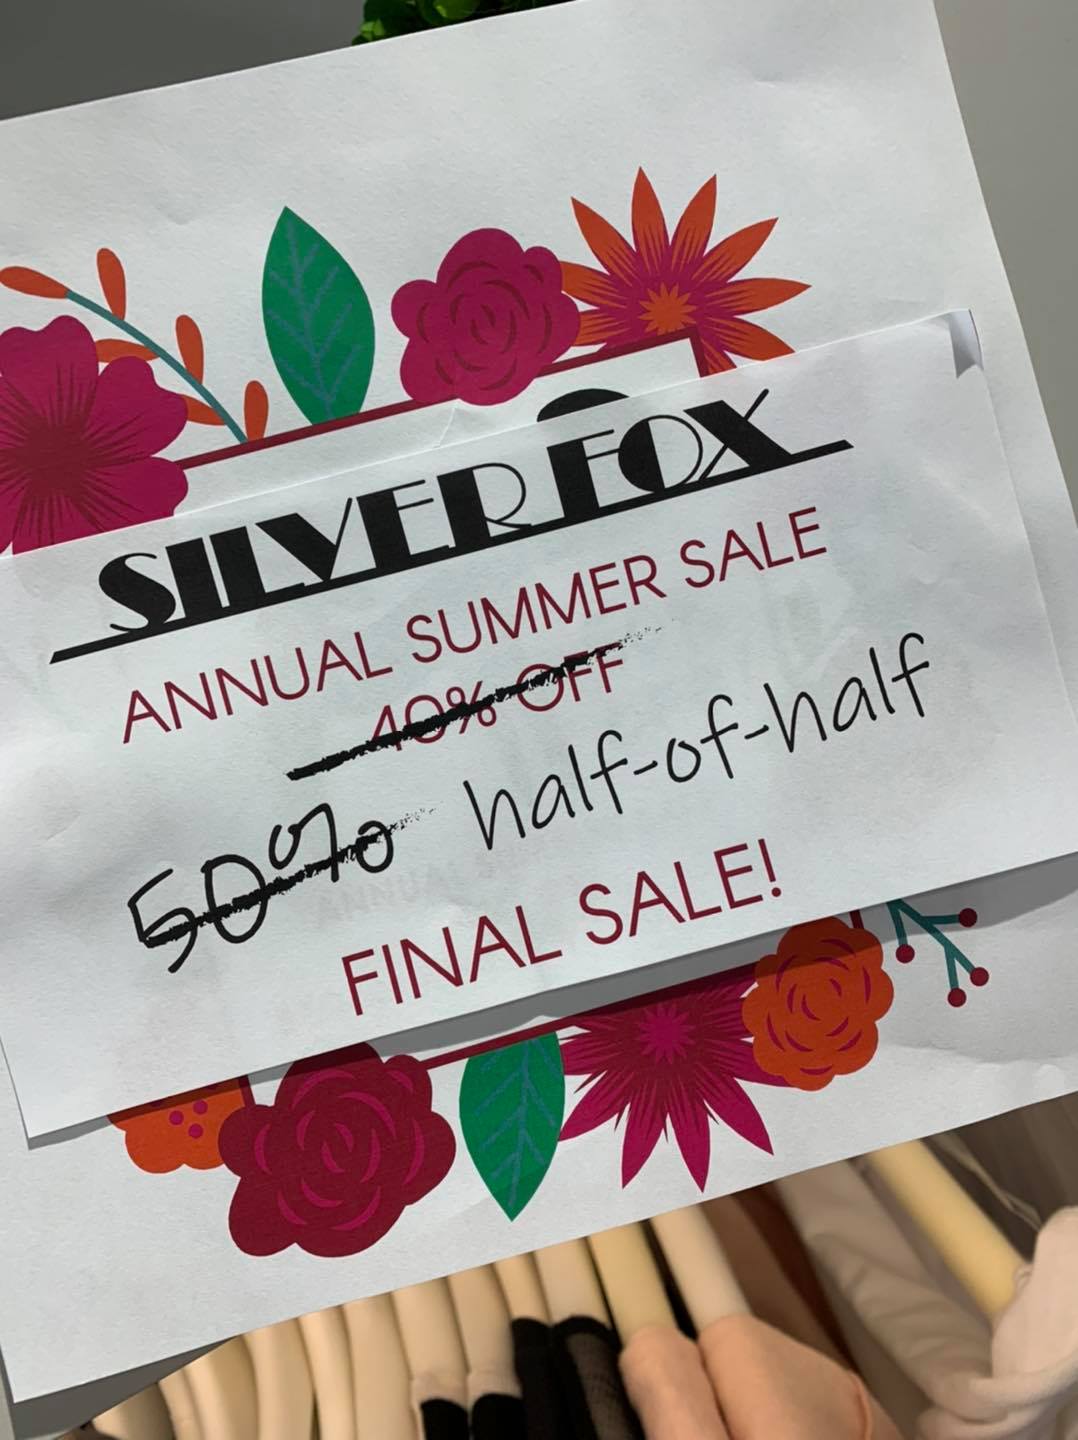 SILVER FOX
ANNUAL SUMMER SALE
40% OFF
50% half-of-half
FINAL SALE!